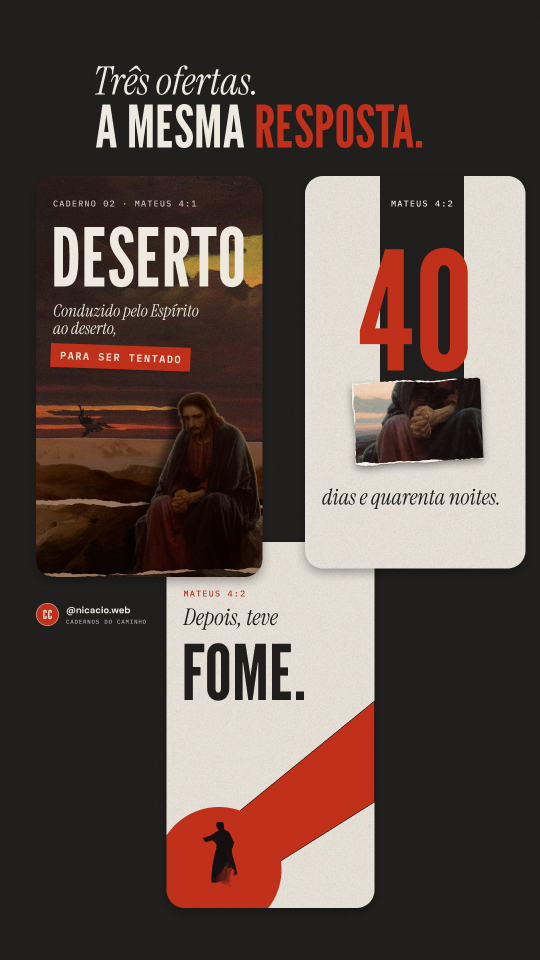 Três ofertas.
A MESMA RESPOSTA.
CADERNO 02 · MATEUS 4:1
DESERTO
Conduzido pelo Espírito
ao deserto,
PARA SER TENTADO
MATEUS 4:2
40
dias e quarenta noites.
MATEUS 4:2
Depois, teve
FOME.
CC
@nicacio.web
CADERNOS DO CAMINHO